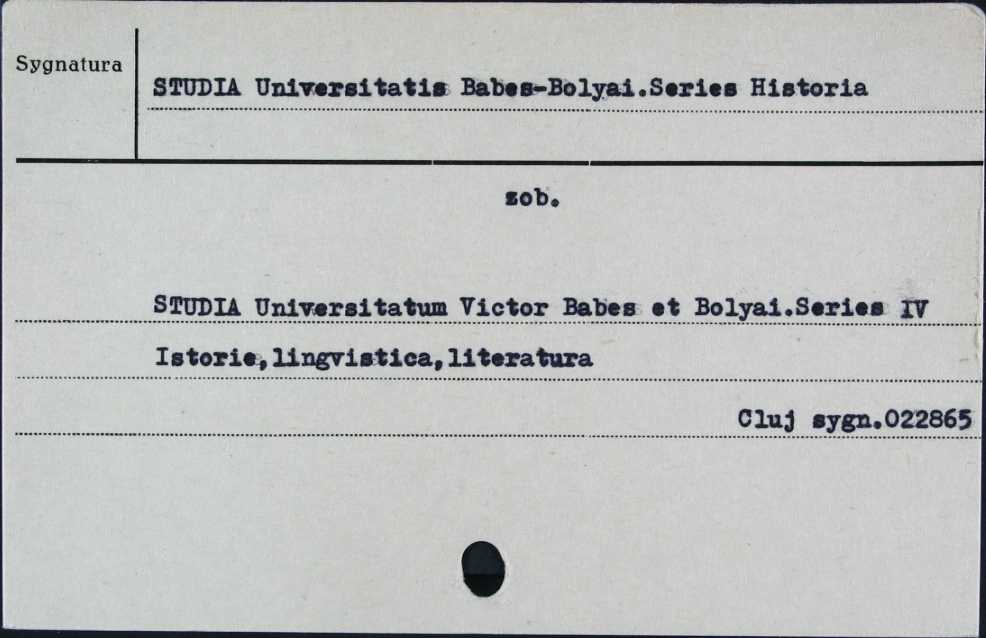 Sygnatura
STUDIA Universitatis Babes-Bolyai.Series Historia
zob.
STUDIA Universitatum Victor Babes et Bolyai.Series IV
Istorie,lingvistica,literatura
Cluj sygn.022865